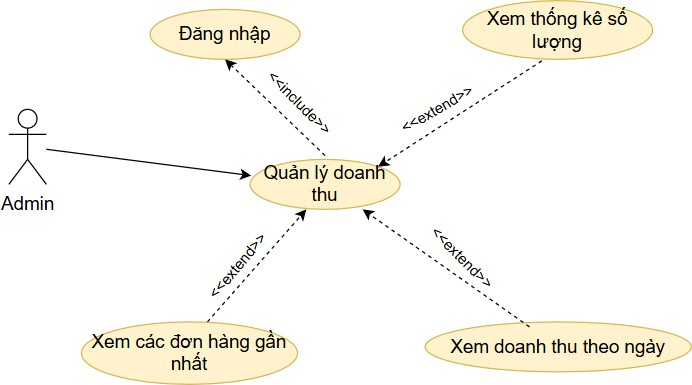 Đăng nhập
Xem thống kê số
lượng
<<include>>
<<extend>>
Quản lý doanh
thu
Admin
<<extend>>
<<extend>>
Xem các đơn hàng gần
nhất
Xem doanh thu theo ngày